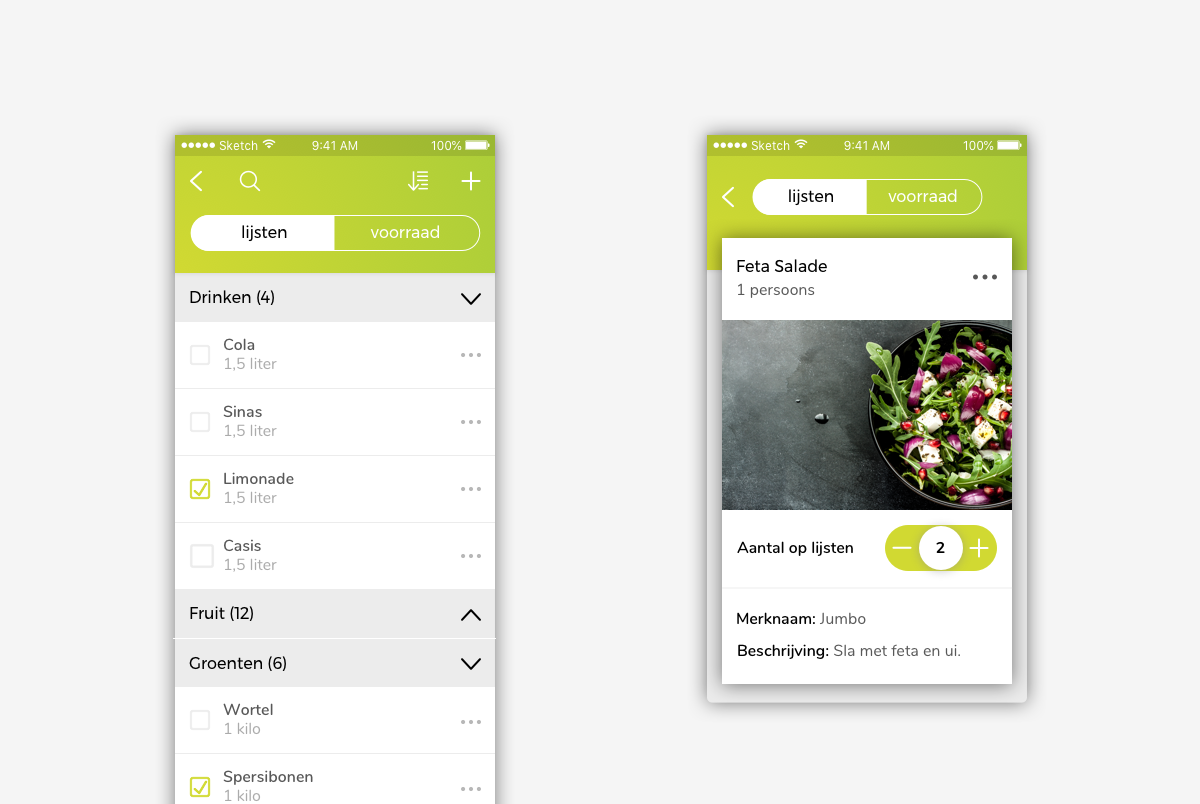 Sketch 9:41 AM 100%
lijsten voorraad
Drinken (4)
Cola
1,5 liter
Sinas
1,5 liter
Limonade
1,5 liter
Casis
1,5 liter
Fruit (12)
Groenten (6)
Wortel
1 kilo
Spersibonen
1 kilo
Sketch 9:41 AM 100%
lijsten voorraad
Feta Salade
1 persoons
Aantal op lijsten 2
Merknaam: Jumbo
Beschrijving: Sla met feta en ui.